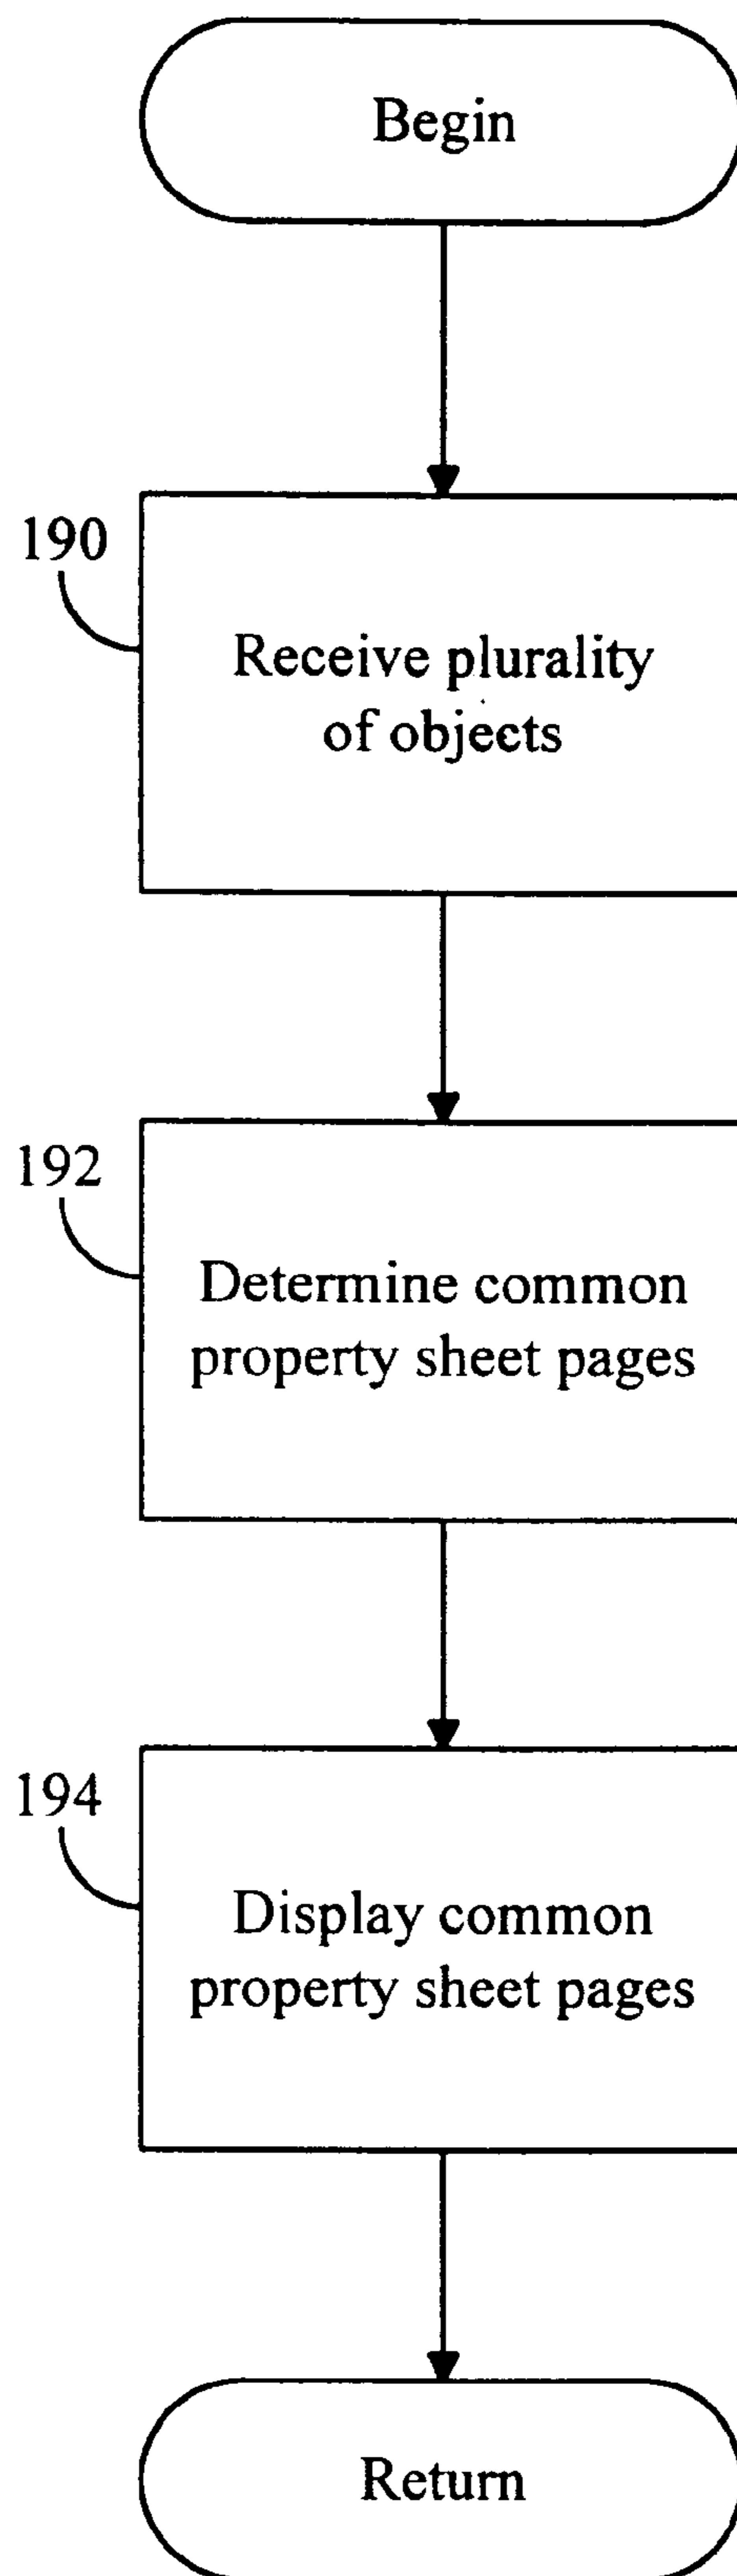 Begin
190
Receive plurality
of objects
192
Determine common
property sheet pages
194
Display common
property sheet pages
Return